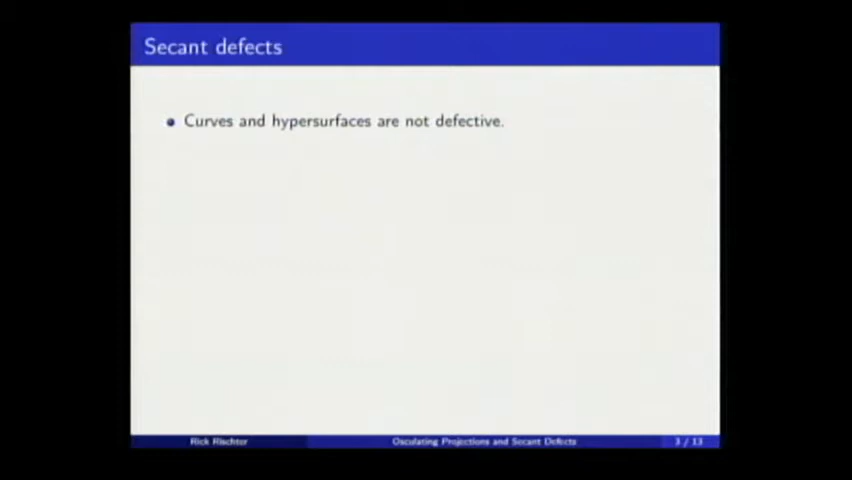 Secant defects
Curves and hypersurfaces are not defective.
Rick Rischter
Osculating Projections and Secant Defects
3 / 13